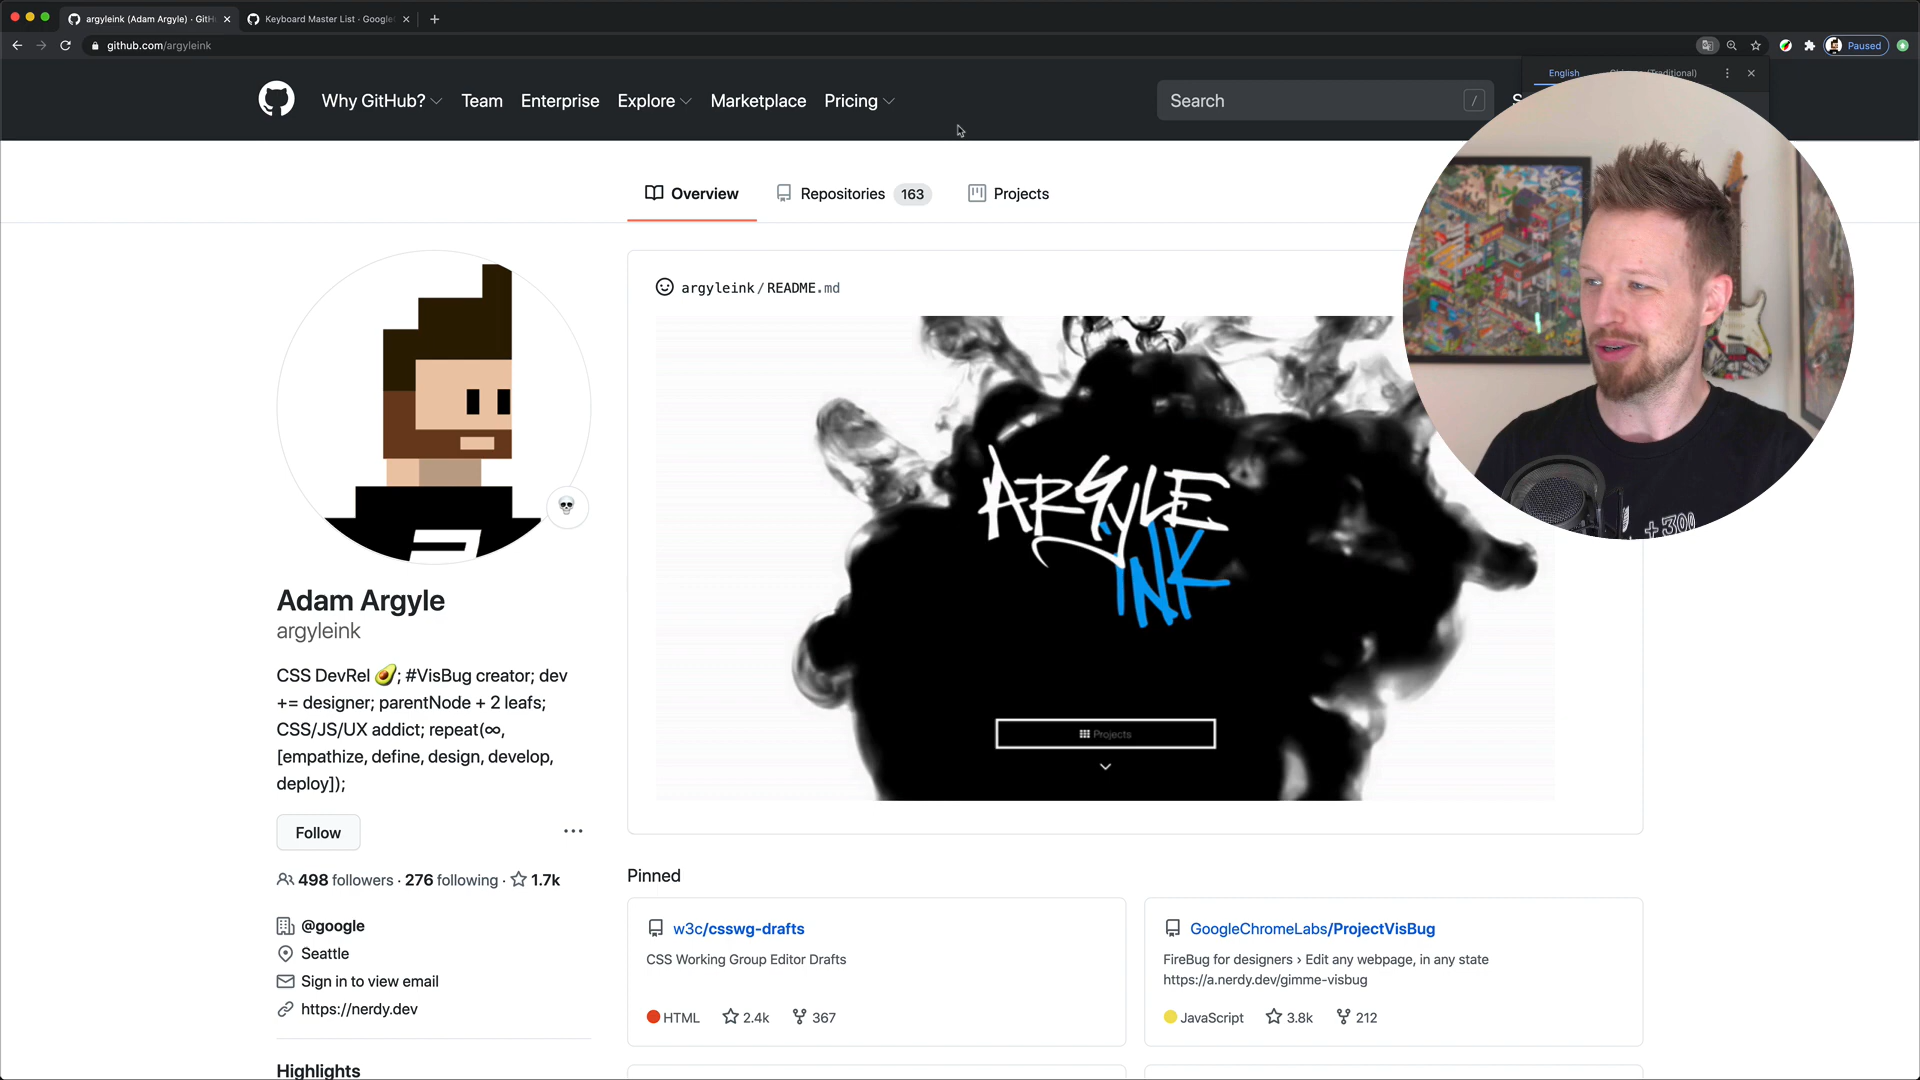 argyleink (Adam Argyle) · GitH
Keyboard Master List · Google
github.com/argyleink
Paused
English
Why GitHub?
Team
Enterprise
Explore
Marketplace
Pricing
Search
/
Overview
Repositories 163
Projects
argyleink/README.md
ARGYLE
INK
Projects
Adam Argyle
argyleink
CSS DevRel 🥑; #VisBug creator; dev
+= designer; parentNode + 2 leafs;
CSS/JS/UX addict; repeat(∞,
[empathize, define, design, develop,
deploy]);
Follow
498 followers · 276 following · 1.7k
@google
Seattle
Sign in to view email
https://nerdy.dev
Highlights
Pinned
w3c/csswg-drafts
CSS Working Group Editor Drafts
HTML 2.4k 367
GoogleChromeLabs/ProjectVisBug
FireBug for designers › Edit any webpage, in any state
https://a.nerdy.dev/gimme-visbug
JavaScript 3.8k 212
+300